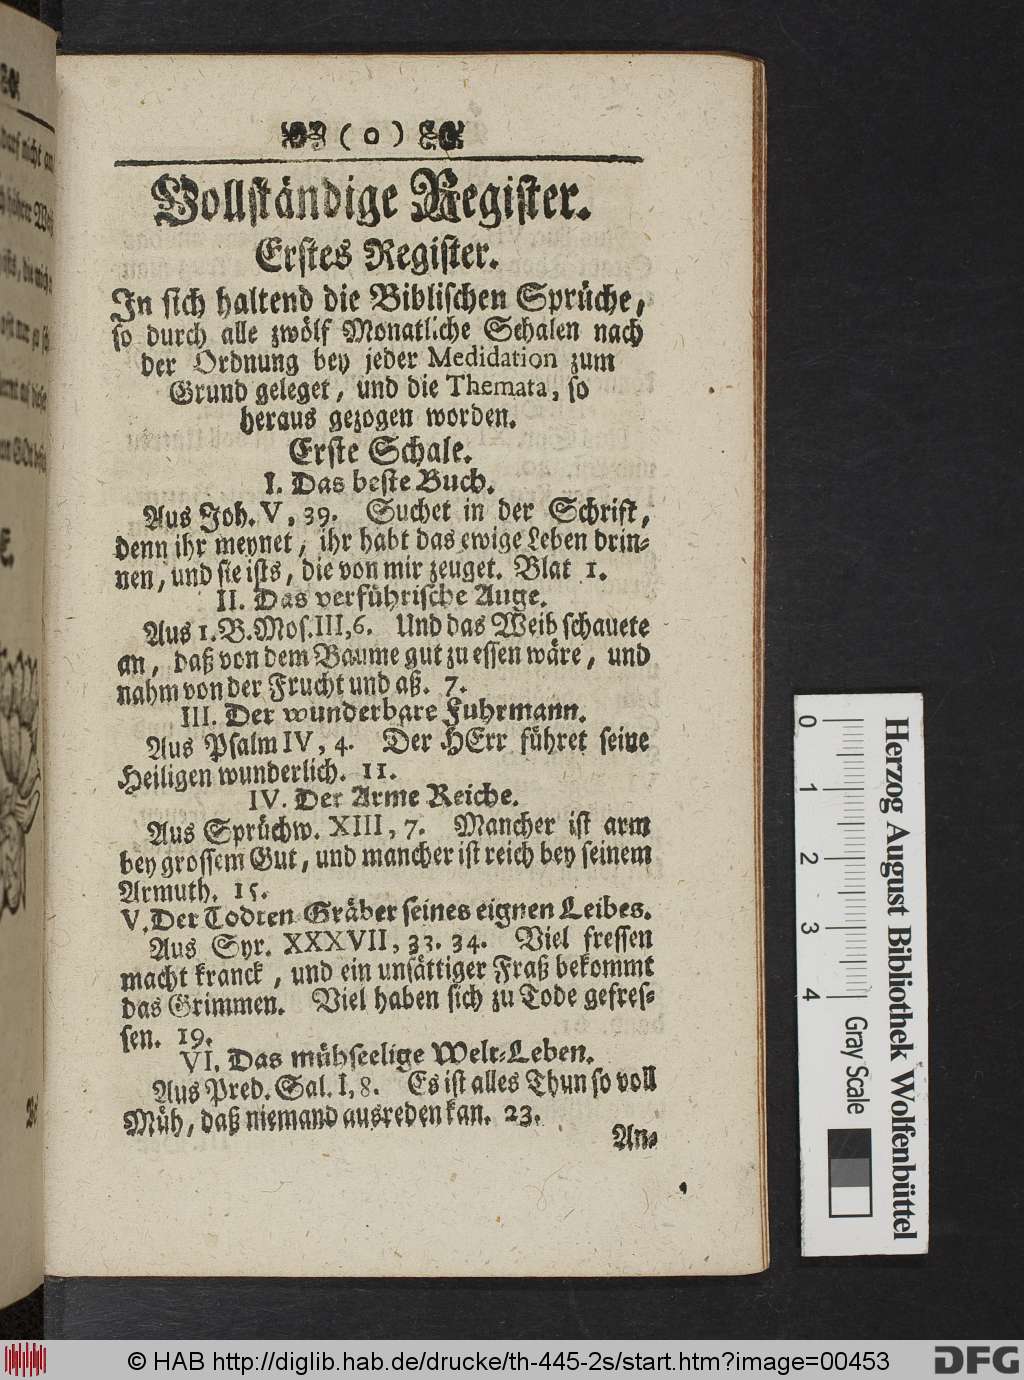 ( o )
Vollständige Register.
Erstes Register.
In sich haltend die Biblischen Sprüche,
so durch alle zwölf Monatliche Schalen nach
der Ordnung bey jeder Medidation zum
Grund geleget, und die Themata, so
heraus gezogen worden.
Erste Schale.
I. Das beste Buch.
Aus Joh. V, 39. Suchet in der Schrift,
denn ihr meynet, ihr habt das ewige Leben drin-
nen, und sie ists, die von mir zeuget. Blat 1.
II. Das verführische Auge.
Aus 1. B. Mos. III, 6. Und das Weib schauete
an, daß von dem Baume gut zu essen wäre, und
nahm von der Frucht und aß. 7.
III. Der wunderbare Fuhrmann.
Aus Psalm IV, 4. Der HErr führet seine
Heiligen wunderlich. 11.
IV. Der Arme Reiche.
Aus Sprüchw. XIII, 7. Mancher ist arm
bey grossem Gut, und mancher ist reich bey seinem
Armuth. 15.
V. Der Todten Gräber seines eignen Leibes.
Aus Syr. XXXVII, 33. 34. Viel fressen
macht kranck, und ein unsättiger Fraß bekommt
das Grimmen. Viel haben sich zu Tode gefres-
sen. 19.
VI. Das mühseelige Welt-Leben.
Aus Pred. Sal. I, 8. Es ist alles Thun so voll
Müh, daß niemand ausreden kan. 23.
An-
Herzog August Bibliothek Wolfenbüttel
0 1 2 3 4 Gray Scale
© HAB http://diglib.hab.de/drucke/th-445-2s/start.htm?image=00453
DFG